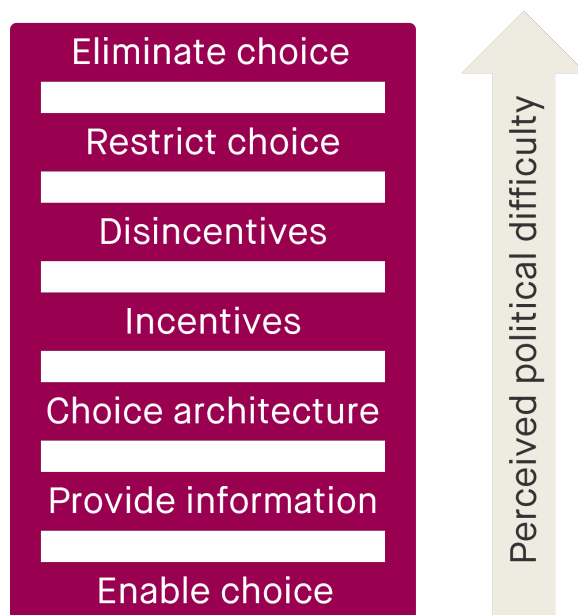 Eliminate choice
Restrict choice
Disincentives
Incentives
Choice architecture
Provide information
Enable choice
Perceived political difficulty